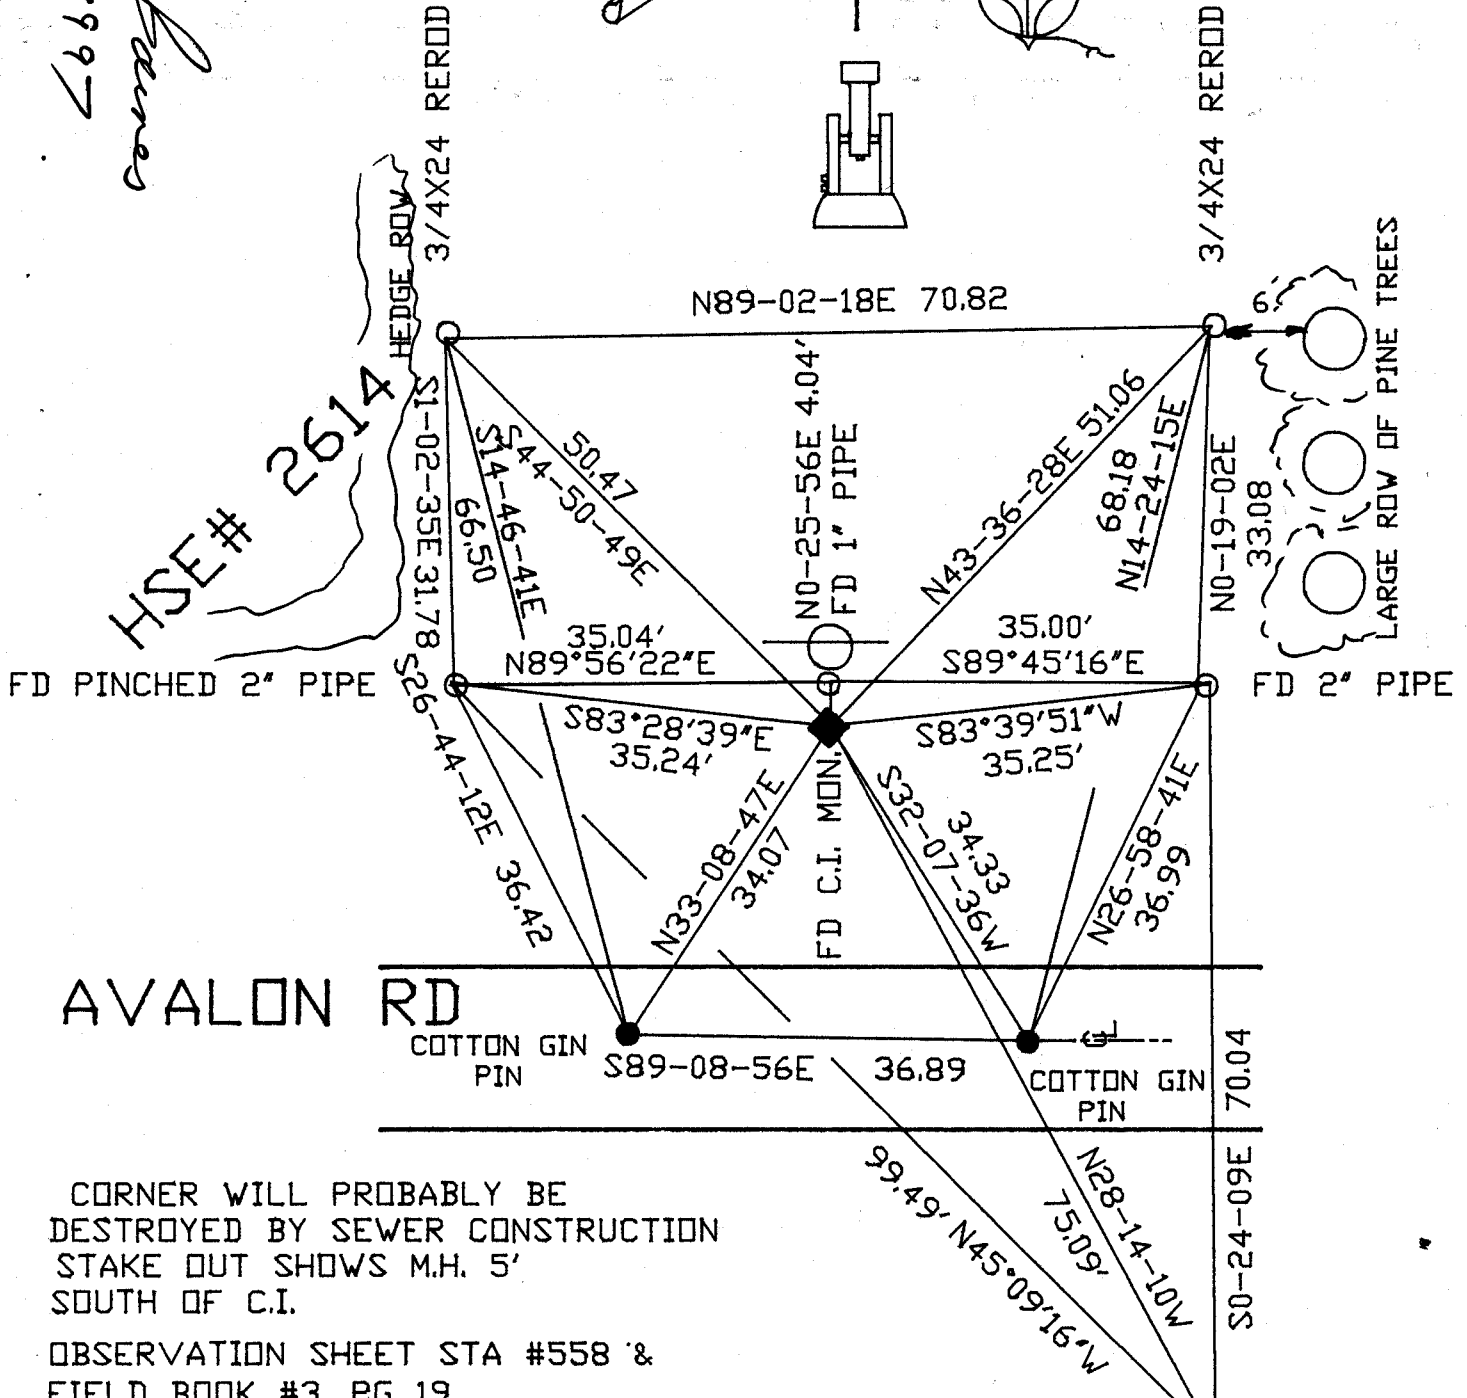 3/4X24 REROD
3/4X24 REROD
HEDGE ROW
HSE# 2614
6'
LARGE ROW OF PINE TREES
N89-02-18E 70.82
S1-02-35E 31.78
S14-46-41E
66.50
50.47
S44-50-49E
N0-25-56E 4.04'
FD 1" PIPE
N43-36-28E 51.06
68.18
N14-24-15E
N0-19-02E
33.08
35.04'
N89°56'22"E
35.00'
S89°45'16"E
FD PINCHED 2" PIPE
FD 2" PIPE
S83°28'39"E
35.24'
S83°39'51"W
35.25'
S26-44-12E 36.42
N33-08-47E
34.07
FD C.I. MON.
34.33
S32-07-36W
N26-58-41E
36.99
AVALON RD
COTTON GIN
PIN
S89-08-56E 36.89
COTTON GIN
PIN
S0-24-09E 70.04
99.49' N45°09'16"W
N28-14-10W
75.09'
CORNER WILL PROBABLY BE
DESTROYED BY SEWER CONSTRUCTION
STAKE OUT SHOWS M.H. 5'
SOUTH OF C.I.
OBSERVATION SHEET STA #558 &
FIELD BOOK #3 PG 19